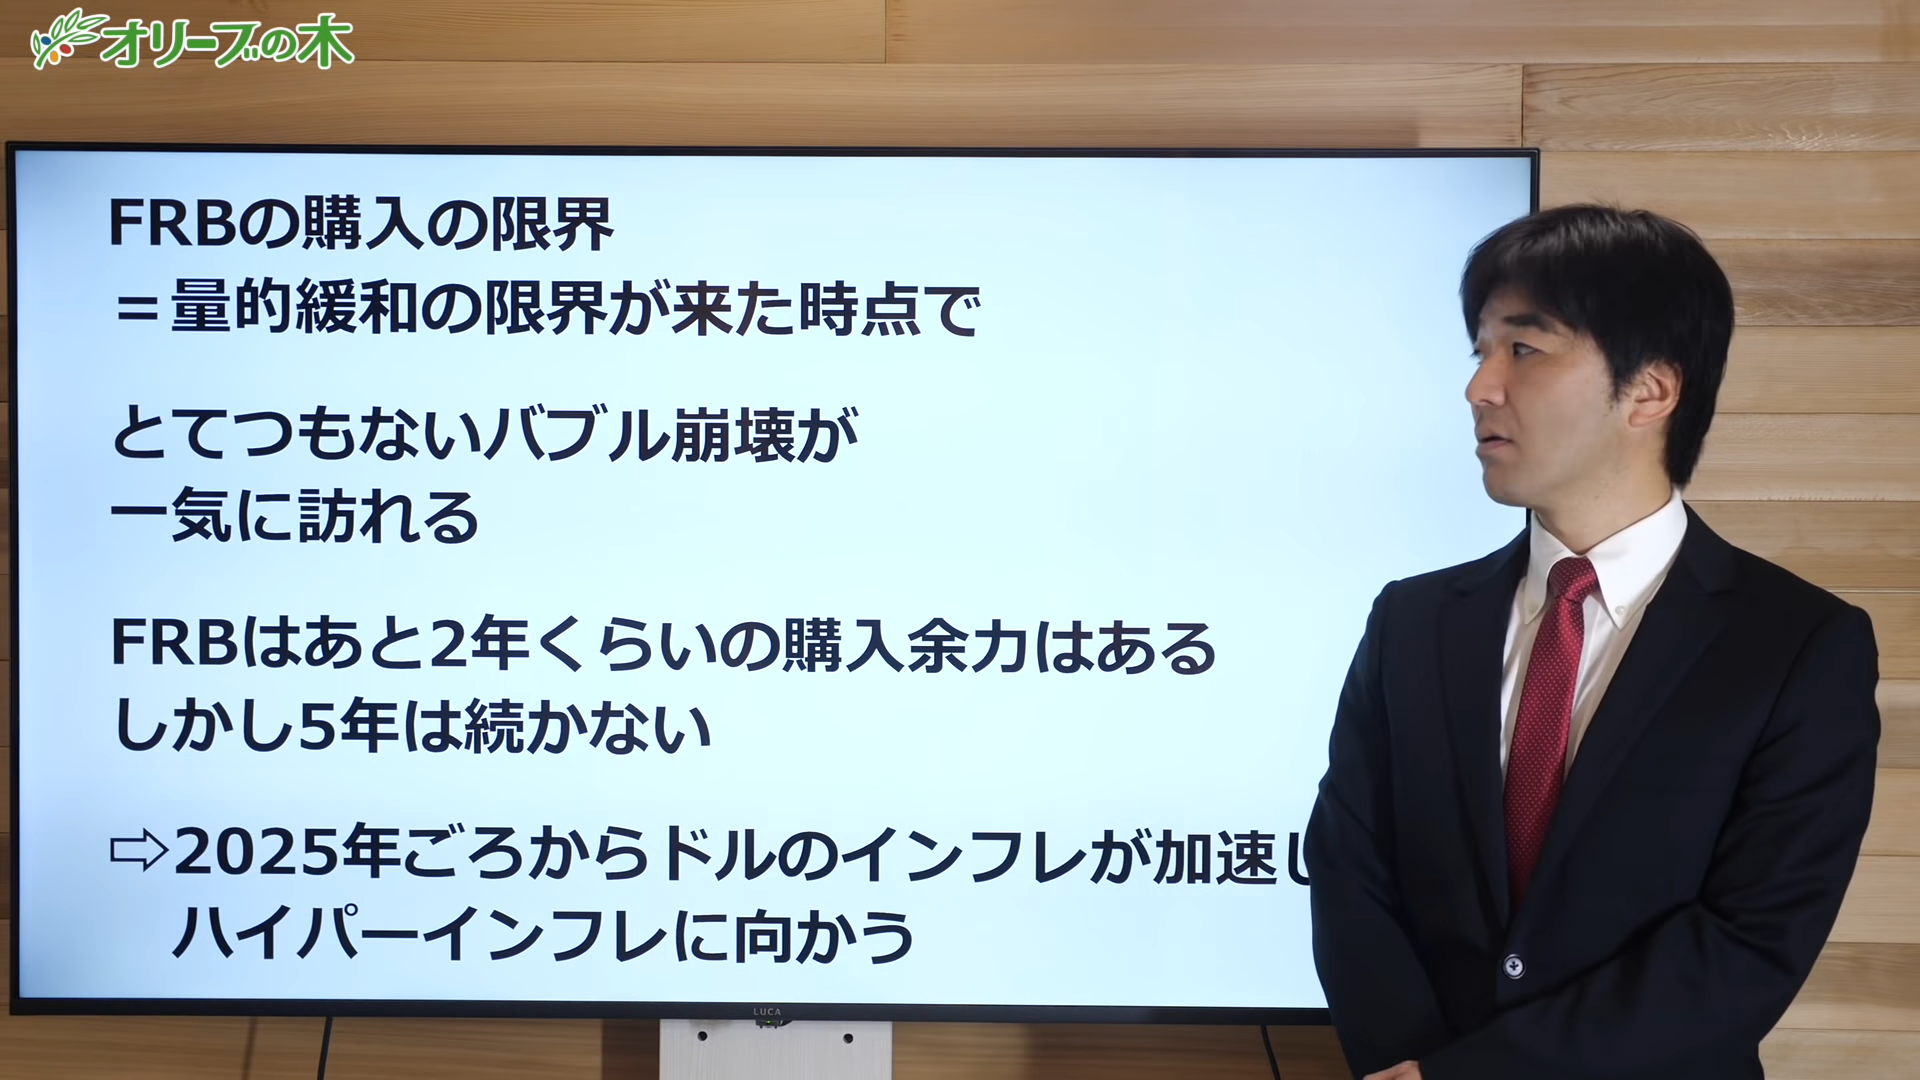 オリーブの木
FRBの購入の限界
＝量的緩和の限界が来た時点で
とてつもないバブル崩壊が
一気に訪れる
FRBはあと2年くらいの購入余力はある
しかし5年は続かない
⇨2025年ごろからドルのインフレが加速し
ハイパーインフレに向かう
LUCA